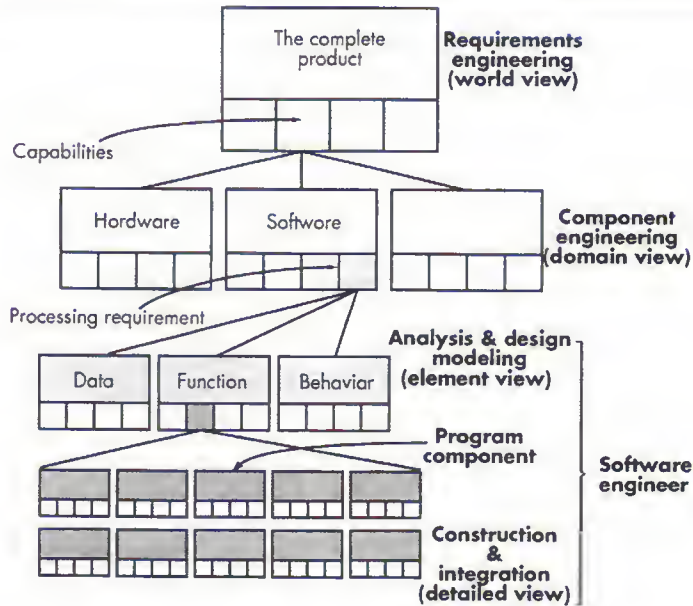 The complete
product
Requirements
engineering
(world view)
Capabilities
Hordware
Softwore
Component
engineering
(domain view)
Processing requirement
Analysis & design
modeling
(element view)
Data
Function
Behaviar
Program
component
Software
engineer
Construction
&
integration
(detailed view)